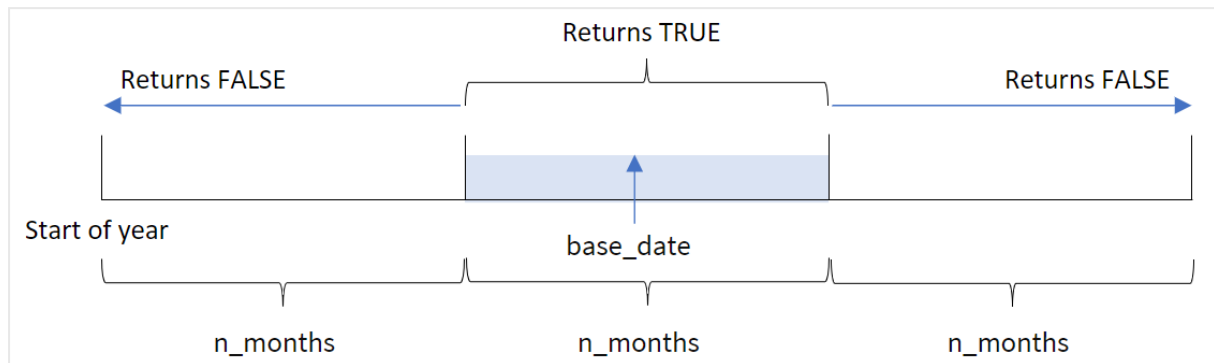 Returns TRUE
Returns FALSE
Returns FALSE
Start of year
base_date
n_months
n_months
n_months